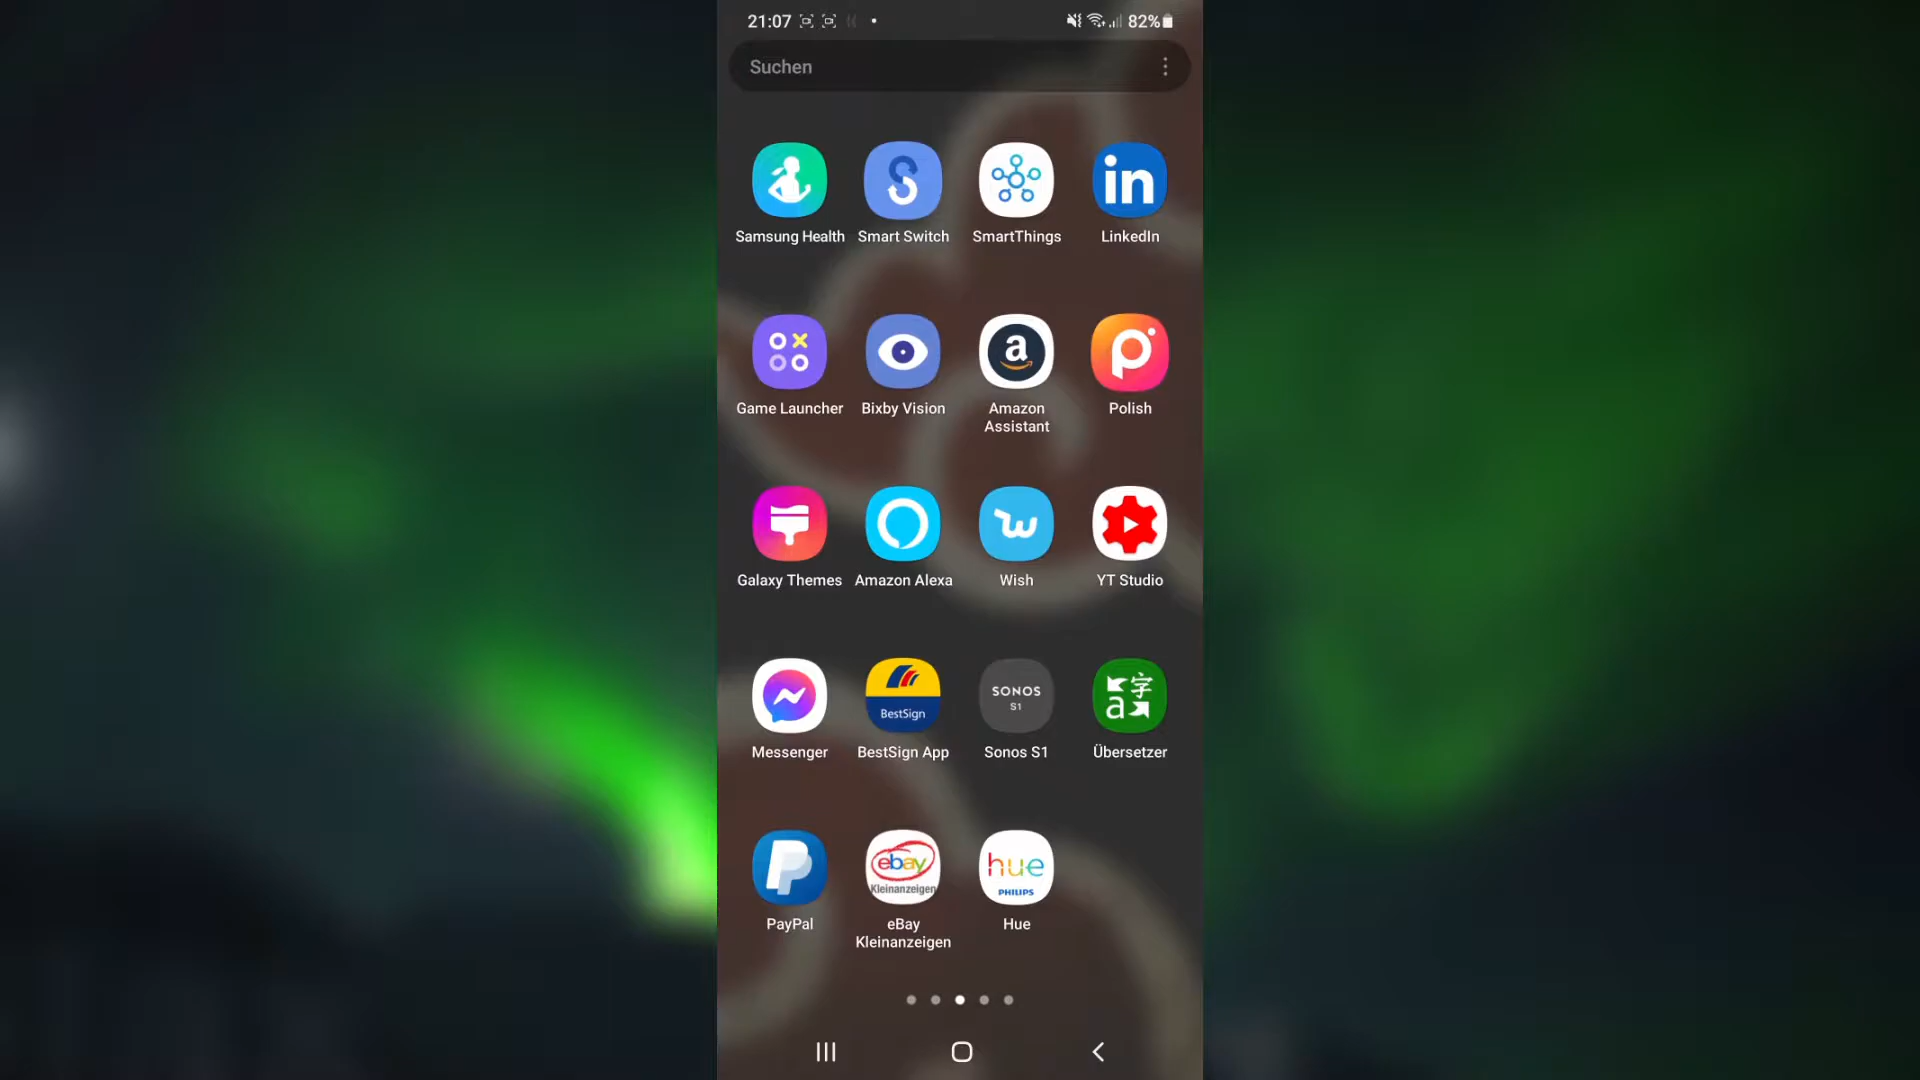 21:07
82%
Suchen
Samsung Health
Smart Switch
in
SmartThings
LinkedIn
a
Game Launcher
Bixby Vision
Amazon
Assistant
Polish
w
Galaxy Themes
Amazon Alexa
Wish
YT Studio
BestSign
SONOS
S1
字
a
Messenger
BestSign App
Sonos S1
Übersetzer
P
ebay
Kleinanzeigen
hue
PHILIPS
PayPal
eBay
Kleinanzeigen
Hue